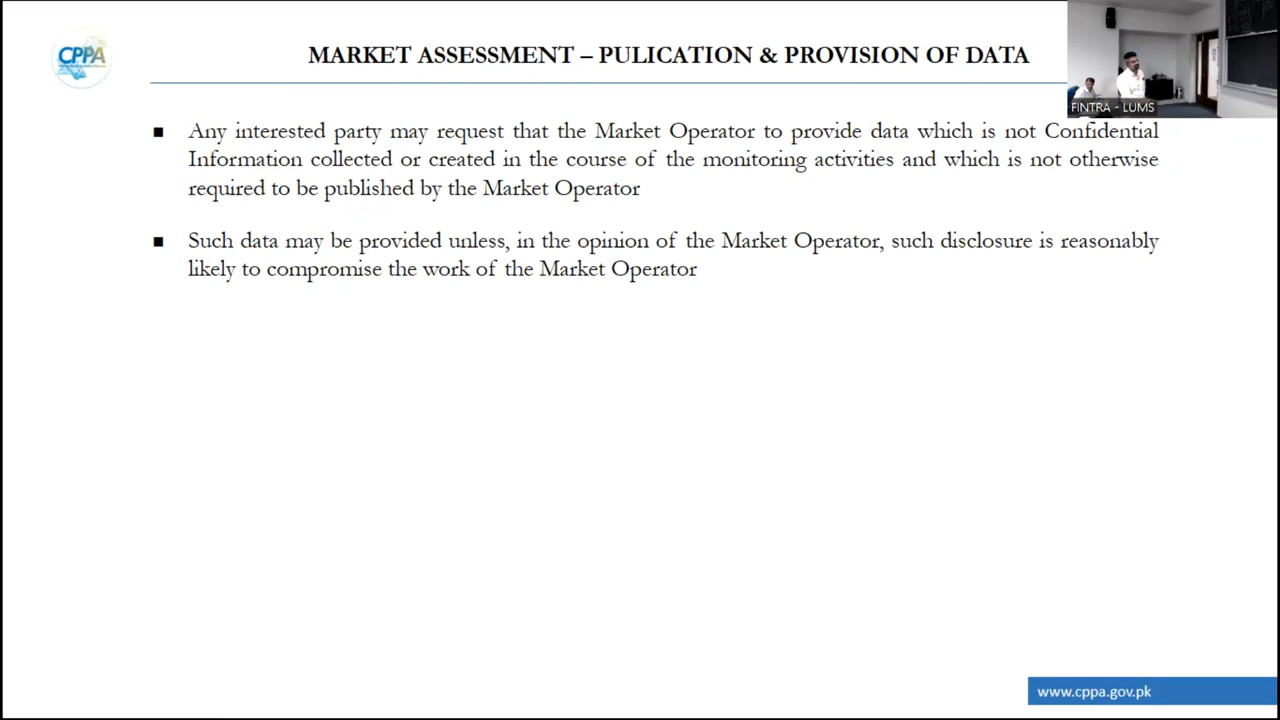 CPPA
MARKET ASSESSMENT – PULICATION & PROVISION OF DATA
FINTRA - LUMS
■ Any interested party may request that the Market Operator to provide data which is not Confidential
Information collected or created in the course of the monitoring activities and which is not otherwise
required to be published by the Market Operator
■ Such data may be provided unless, in the opinion of the Market Operator, such disclosure is reasonably
likely to compromise the work of the Market Operator
www.cppa.gov.pk